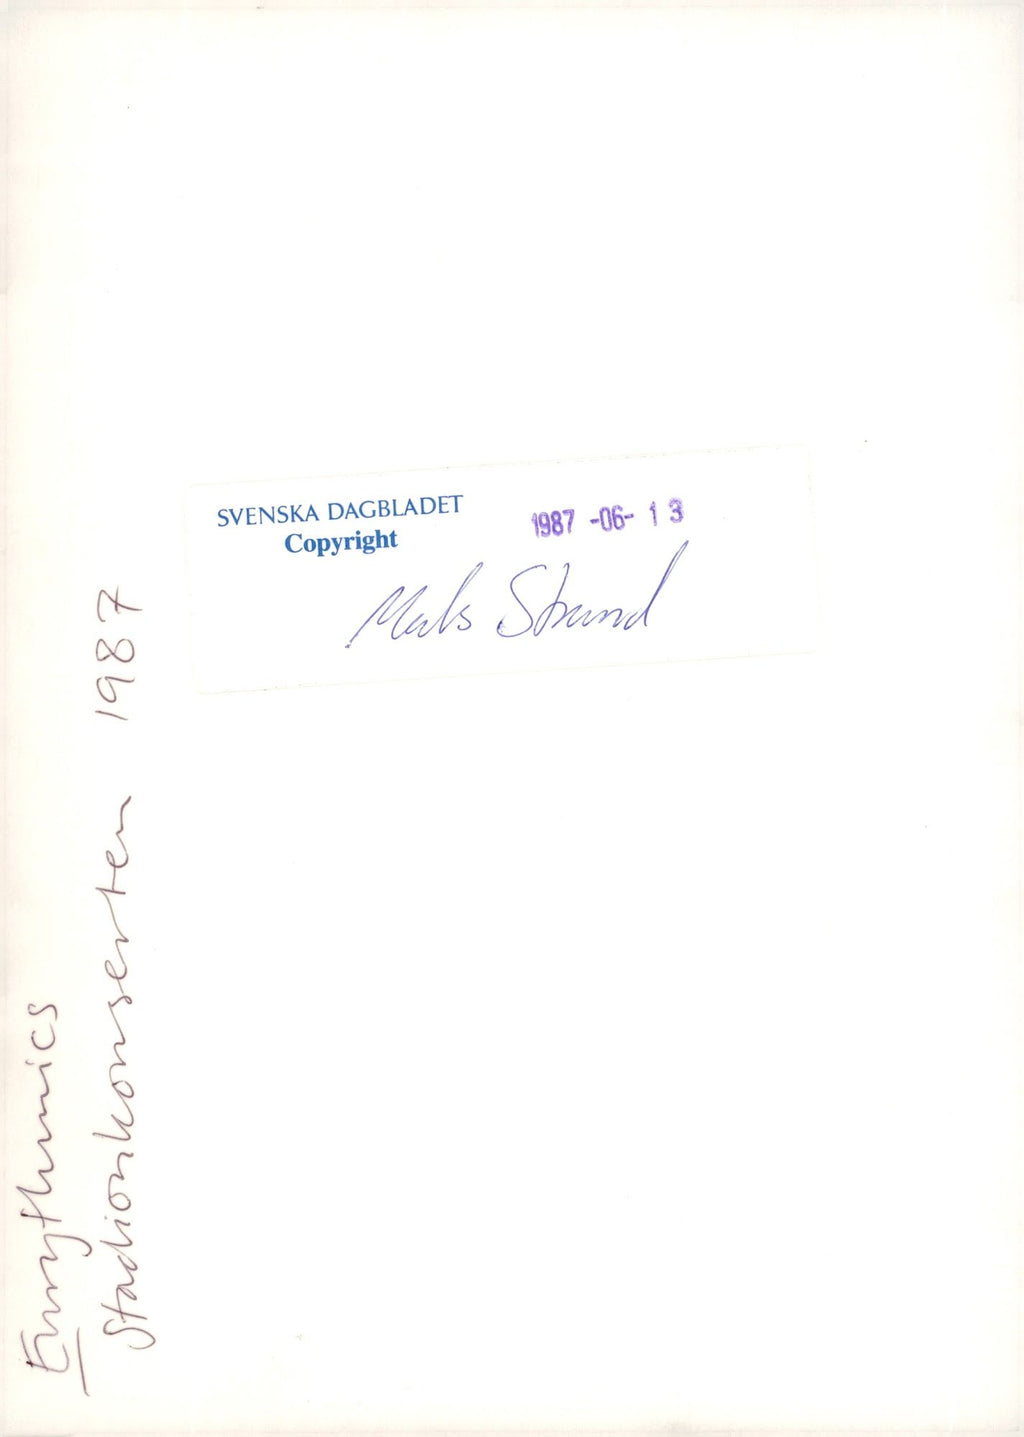 SVENSKA DAGBLADET
Copyright
1987 -06- 13
Mats Strand
Eurythmics
Stadionkonserten 1987